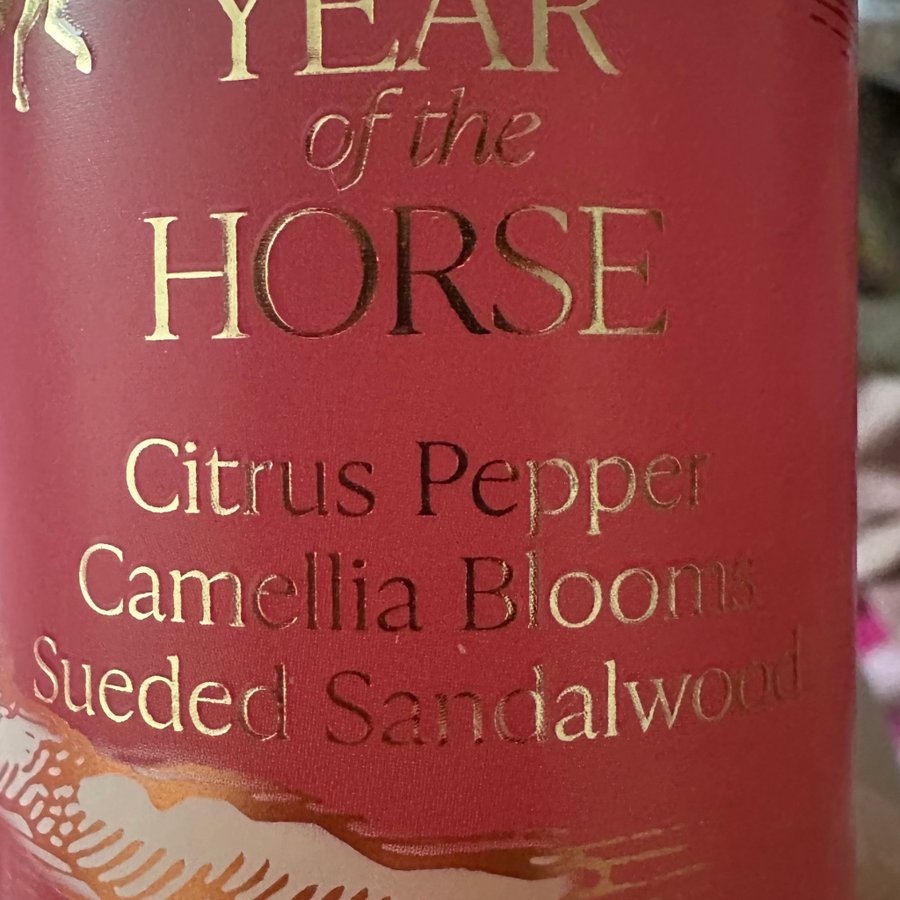 YEAR
of the
HORSE
Citrus Pepper
Camellia Blooms
Sueded Sandalwood